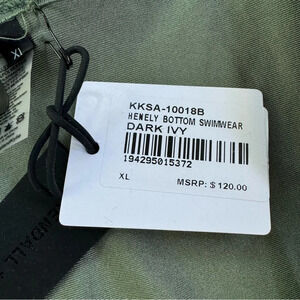 KKSA-10018B
HENELY BOTTOM SWIMWEAR
DARK IVY
194295015372
XL
MSRP: $ 120.00
XL